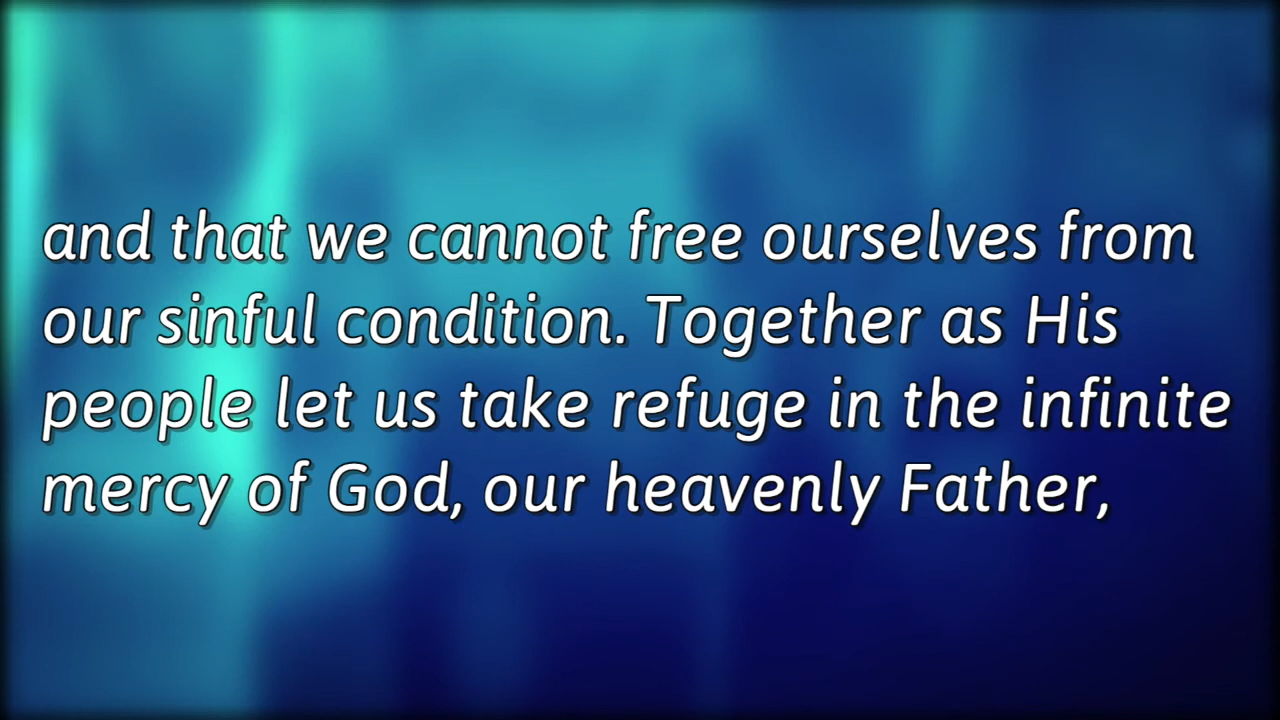 and that we cannot free ourselves from
our sinful condition. Together as His
people let us take refuge in the infinite
mercy of God, our heavenly Father,